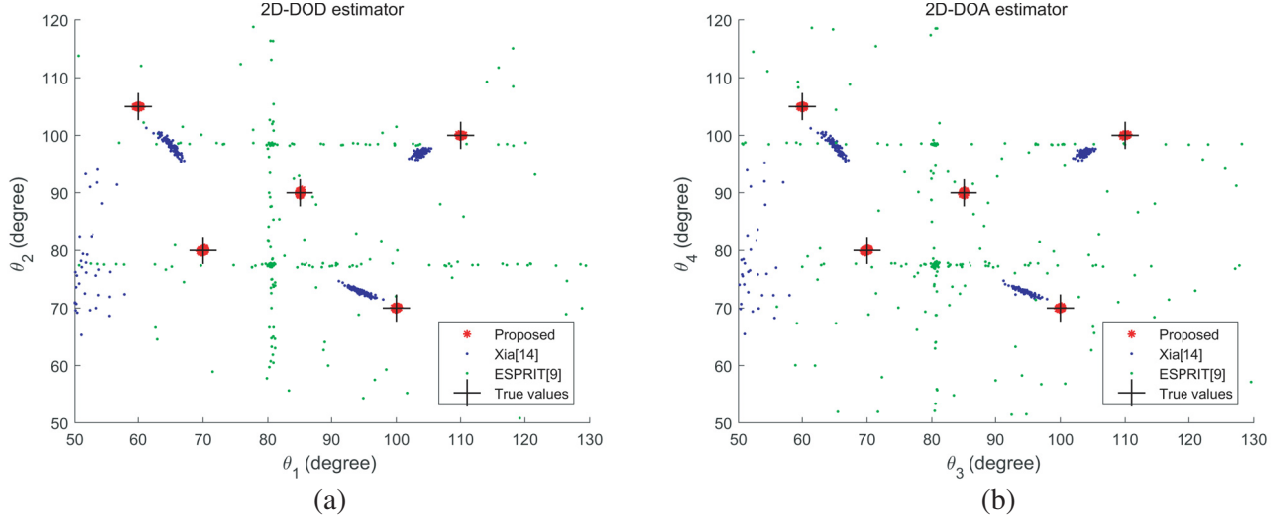 2D-DOD estimator
120
110
100
90
80
70
60
50
θ2 (degree)
50 60 70 80 90 100 110 120 130
θ1 (degree)
Proposed
Xia[14]
ESPRIT[9]
True values
(a)
2D-DOA estimator
120
110
100
90
80
70
60
50
θ4 (degree)
50 60 70 80 90 100 110 120 130
θ3 (degree)
Proposed
Xia[14]
ESPRIT[9]
True values
(b)